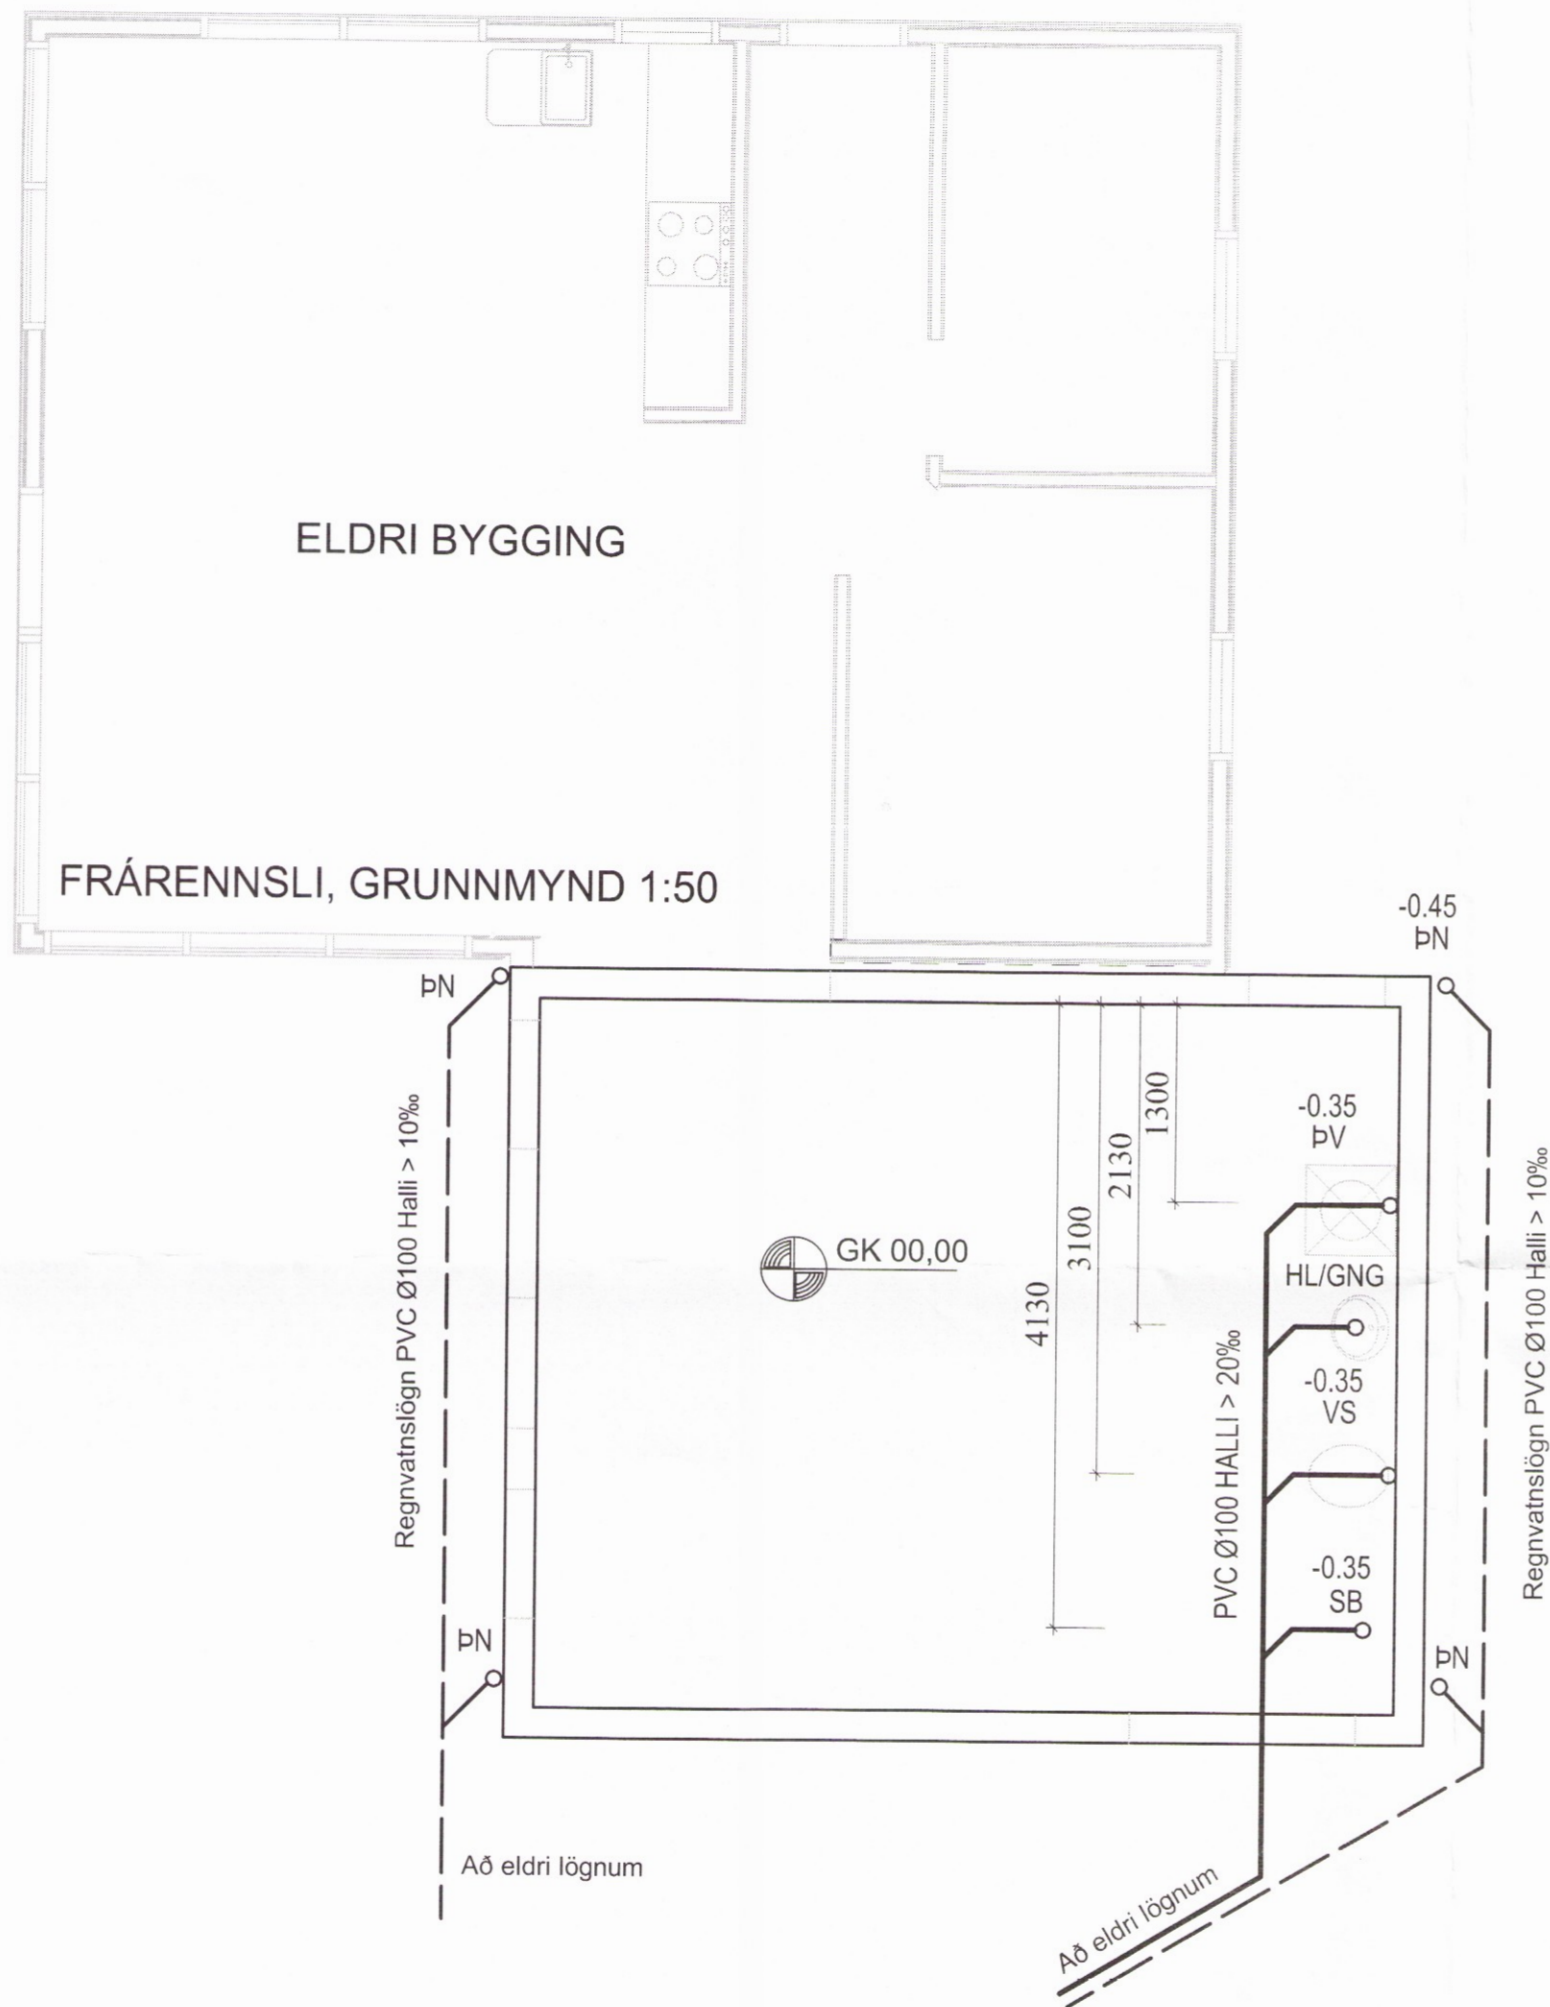 ELDRI BYGGING
FRÁRENNSLI, GRUNNMYND 1:50
-0.45
ÞN
ÞN
Regnvatnslögn PVC Ø100 Halli > 10‰
1300
2130
3100
4130
-0.35
ÞV
GK 00,00
HL/GNG
PVC Ø100 HALLI > 20‰
-0.35
VS
-0.35
SB
Regnvatnslögn PVC Ø100 Halli > 10‰
ÞN
ÞN
Að eldri lögnum
Að eldri lögnum